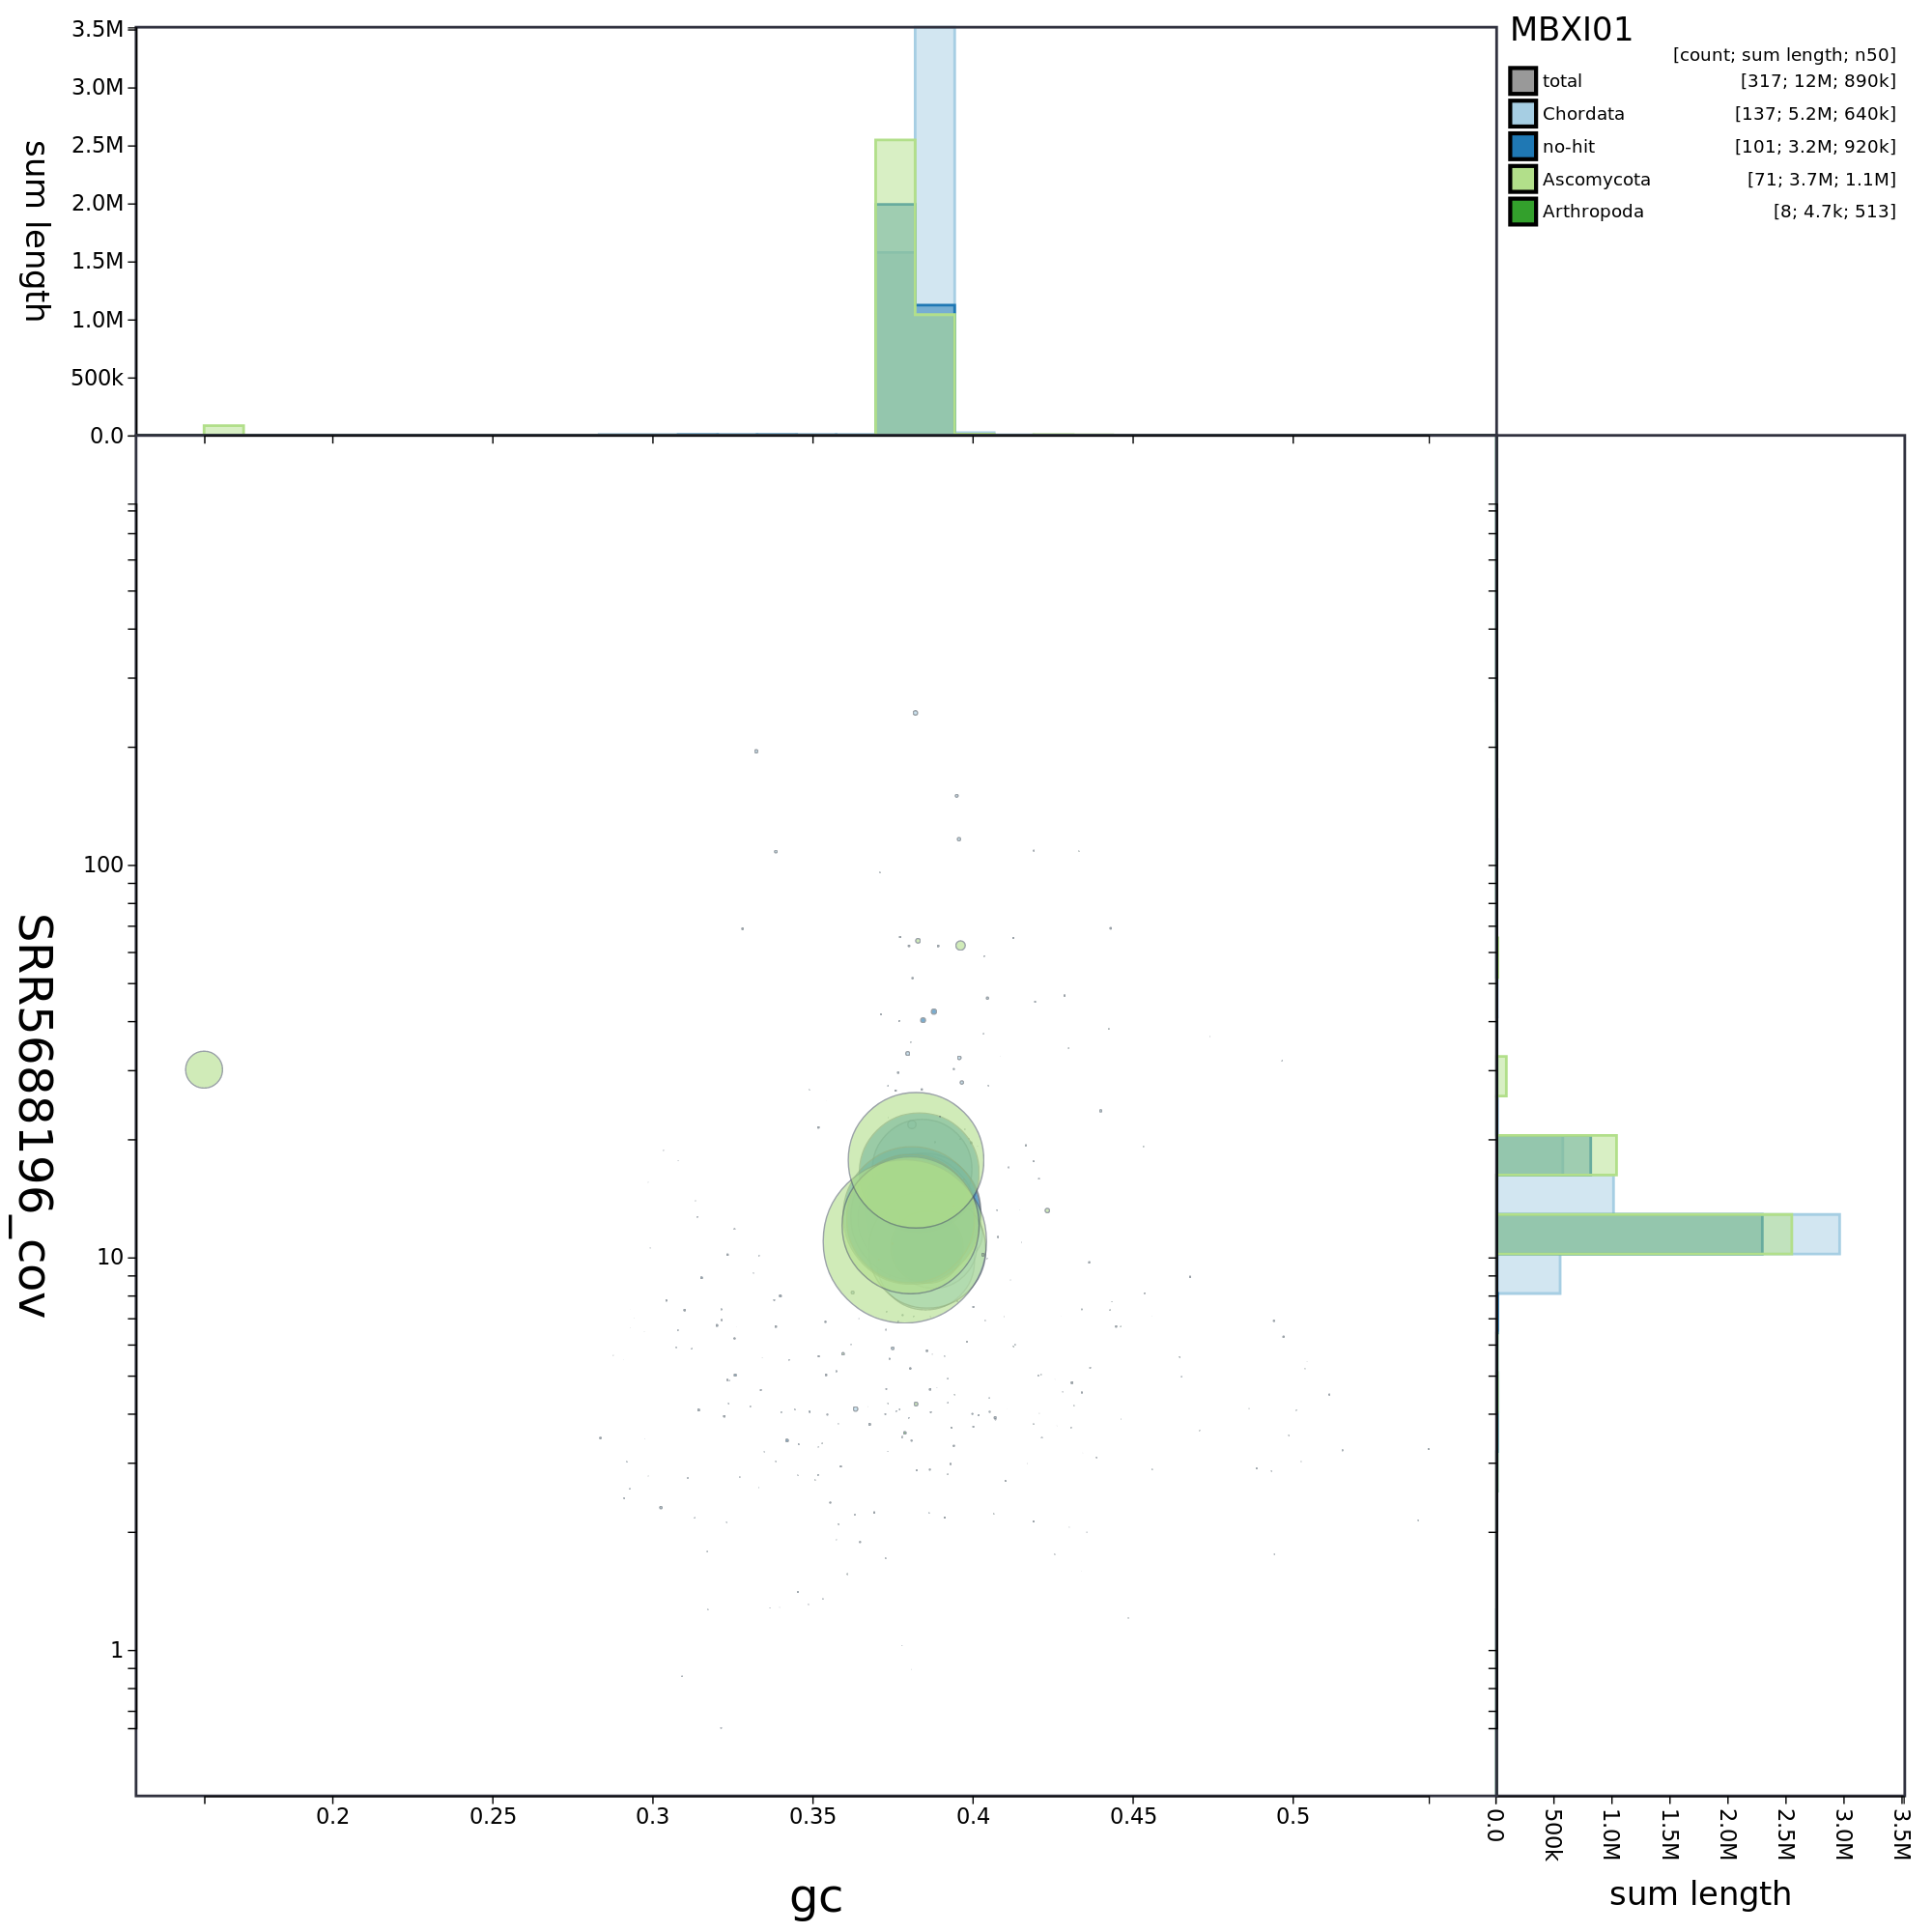 MBXI01
[count; sum length; n50]
total [317; 12M; 890k]
Chordata [137; 5.2M; 640k]
no-hit [101; 3.2M; 920k]
Ascomycota [71; 3.7M; 1.1M]
Arthropoda [8; 4.7k; 513]
sum length
3.5M
3.0M
2.5M
2.0M
1.5M
1.0M
500k
0.0
SRR5688196_cov
100
10
1
0.2 0.25 0.3 0.35 0.4 0.45 0.5
gc
0.0 500k 1.0M 1.5M 2.0M 2.5M 3.0M 3.5M
sum length